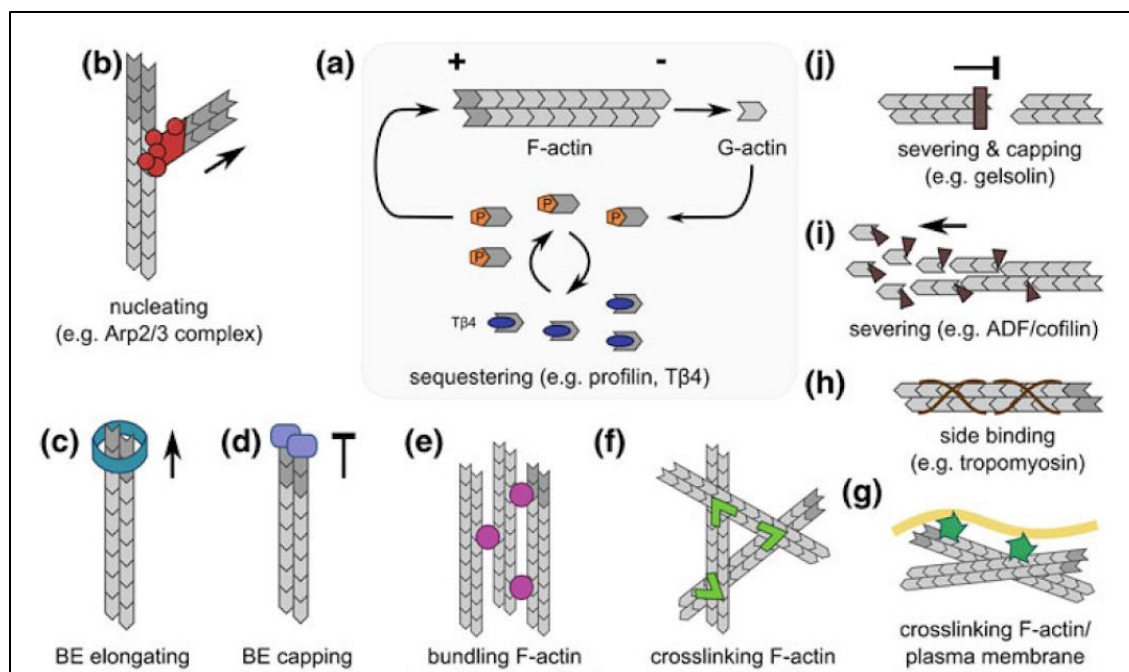 (b)
nucleating
(e.g. Arp2/3 complex)
(a)
+
-
F-actin
G-actin
P
P
P
P
Tβ4
sequestering (e.g. profilin, Tβ4)
(j)
severing & capping
(e.g. gelsolin)
(i)
severing (e.g. ADF/cofilin)
(h)
side binding
(e.g. tropomyosin)
(c)
BE elongating
(d)
BE capping
(e)
bundling F-actin
(f)
crosslinking F-actin
(g)
crosslinking F-actin/
plasma membrane